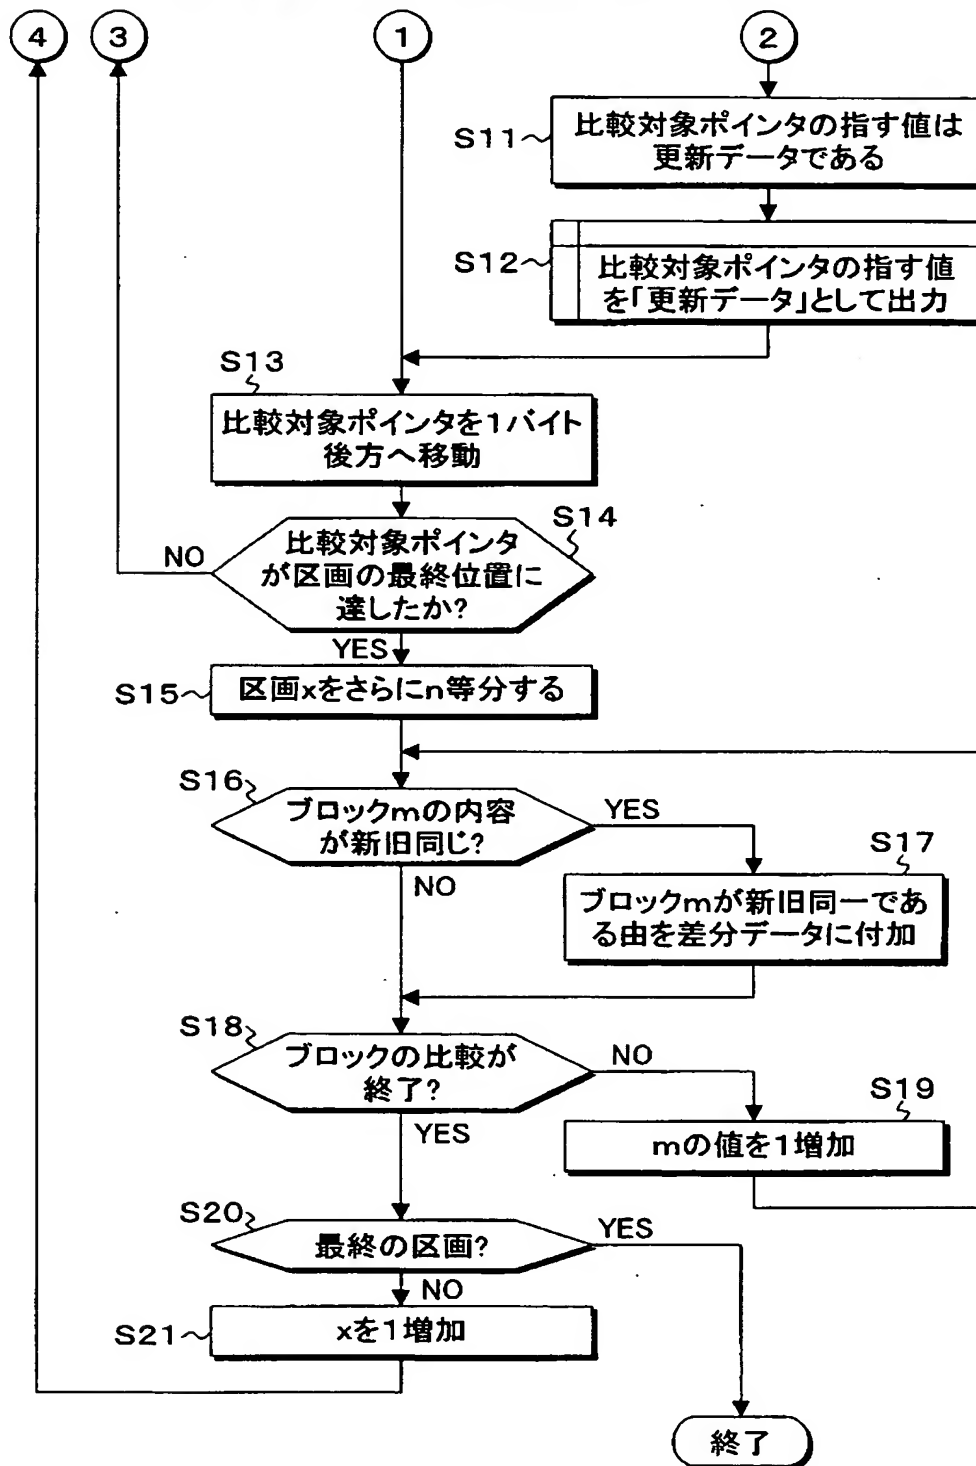 4
3
1
2
S11
比較対象ポインタの指す値は
更新データである
S12
比較対象ポインタの指す値
を「更新データ」として出力
S13
比較対象ポインタを1バイト
後方へ移動
S14
比較対象ポインタ
が区画の最終位置に
達したか?
NO
YES
S15
区画xをさらにn等分する
S16
ブロックmの内容
が新旧同じ?
YES
NO
S17
ブロックmが新旧同一であ
る由を差分データに付加
S18
ブロックの比較が
終了?
NO
YES
S19
mの値を1増加
S20
最終の区画?
YES
NO
S21
xを1増加
終了